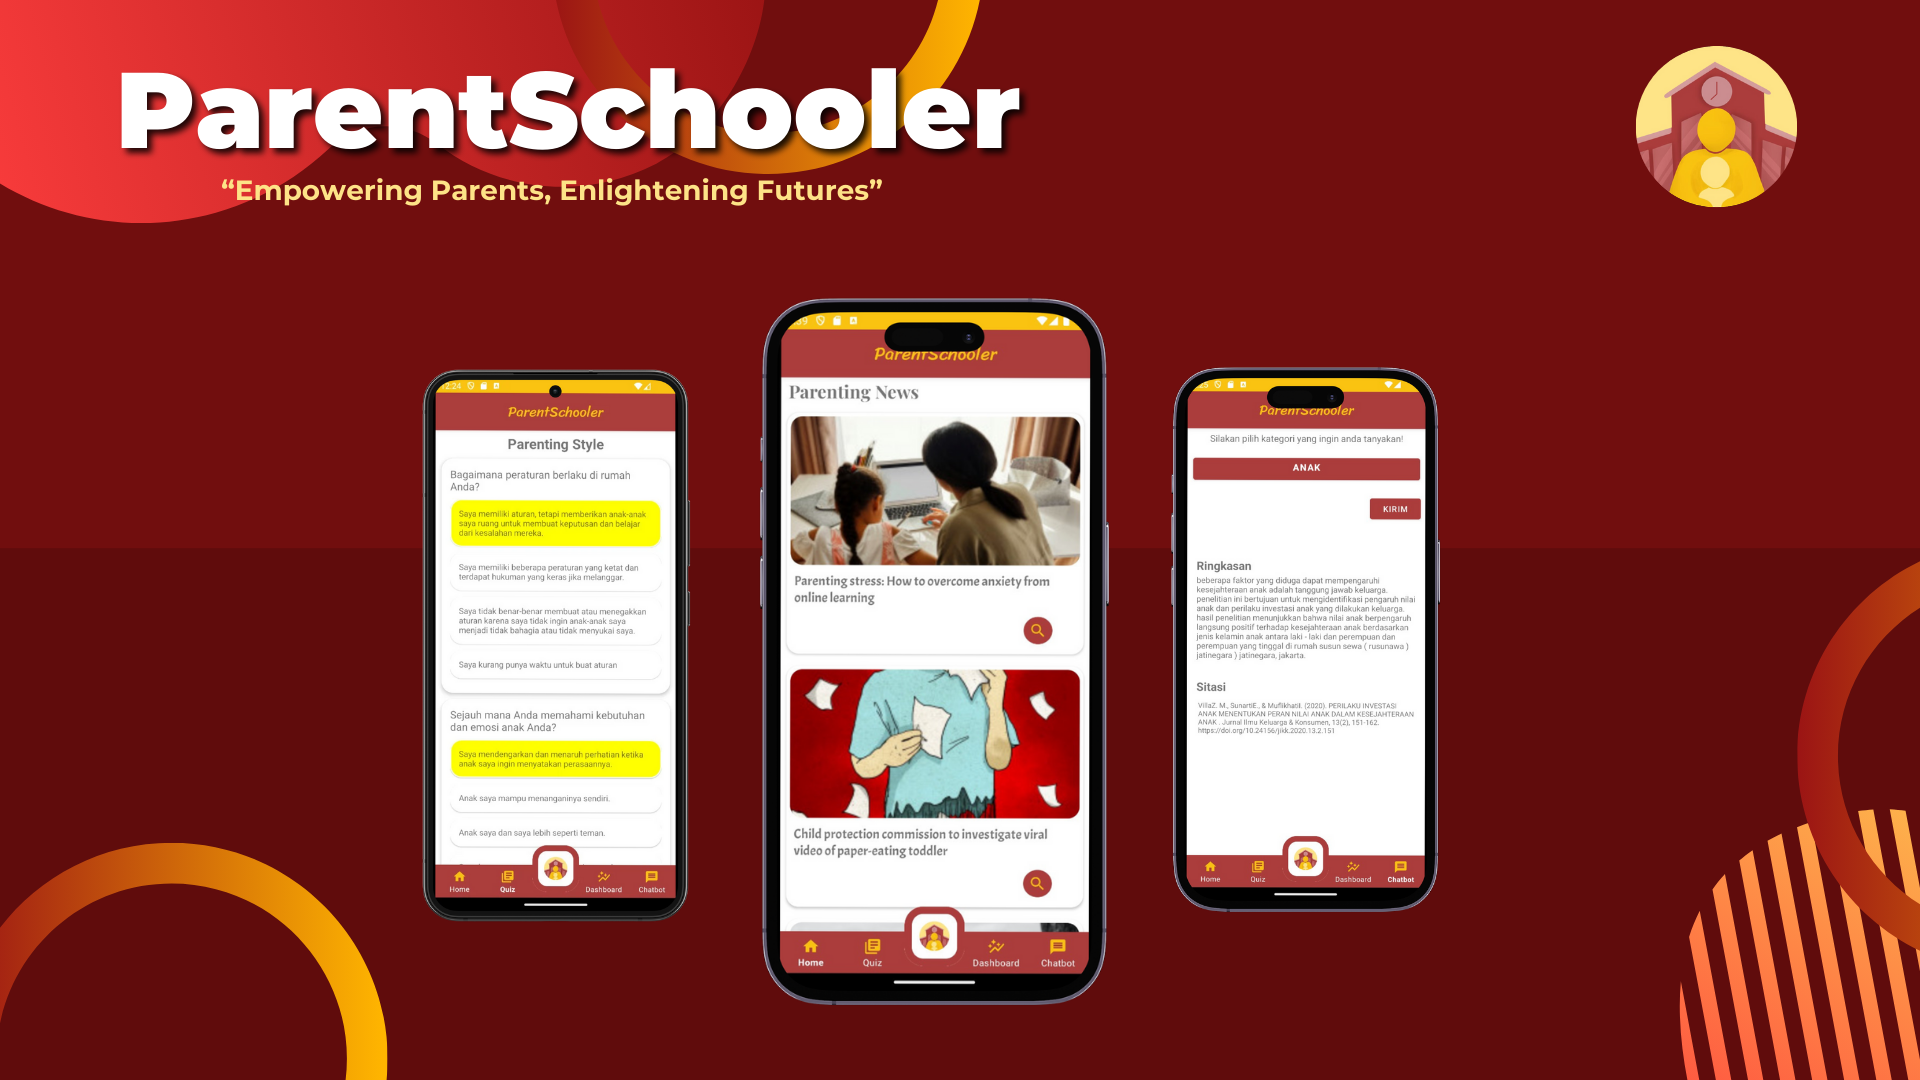 ParentSchooler
“Empowering Parents, Enlightening Futures”
12:24
ParentSchooler
Parenting Style
Bagaimana peraturan berlaku di rumah
Anda?
Saya memiliki aturan, tetapi memberikan anak-anak
saya ruang untuk membuat keputusan dan belajar
dari kesalahan mereka.
Saya memiliki beberapa peraturan yang ketat dan
terdapat hukuman yang keras jika melanggar.
Saya tidak benar-benar membuat atau menegakkan
aturan karena saya tidak ingin anak-anak saya
menjadi tidak bahagia atau tidak menyukai saya.
Saya kurang punya waktu untuk buat aturan
Sejauh mana Anda memahami kebutuhan
dan emosi anak Anda?
Saya mendengarkan dan menaruh perhatian ketika
anak saya ingin menyatakan perasaannya.
Anak saya mampu menanganinya sendiri.
Anak saya dan saya lebih seperti teman.
Home
Quiz
Dashboard
Chatbot
ParentSchooler
Parenting News
Parenting stress: How to overcome anxiety from
online learning
Child protection commission to investigate viral
video of paper-eating toddler
Home
Quiz
Dashboard
Chatbot
ParentSchooler
Silakan pilih kategori yang ingin anda tanyakan!
ANAK
KIRIM
Ringkasan
beberapa faktor yang diduga dapat mempengaruhi
kesejahteraan anak adalah tanggung jawab keluarga.
penelitian ini bertujuan untuk mengidentifikasi pengaruh nilai
anak dan perilaku investasi anak yang dilakukan keluarga.
hasil penelitian menunjukkan bahwa nilai anak berpengaruh
langsung positif terhadap kesejahteraan anak berdasarkan
jenis kelamin anak antara laki - laki dan perempuan dan
perempuan yang tinggal di rumah susun sewa ( rusunawa )
jatinegara ) jatinegara, jakarta.
Sitasi
VillaZ. M., SunartiE., & MuflikhatiI. (2020). PERILAKU INVESTASI
ANAK MENENTUKAN PERAN NILAI ANAK DALAM KESEJAHTERAAN
ANAK . Jurnal Ilmu Keluarga & Konsumen, 13(2), 151-162.
https://doi.org/10.24156/jikk.2020.13.2.151
Home
Quiz
Dashboard
Chatbot